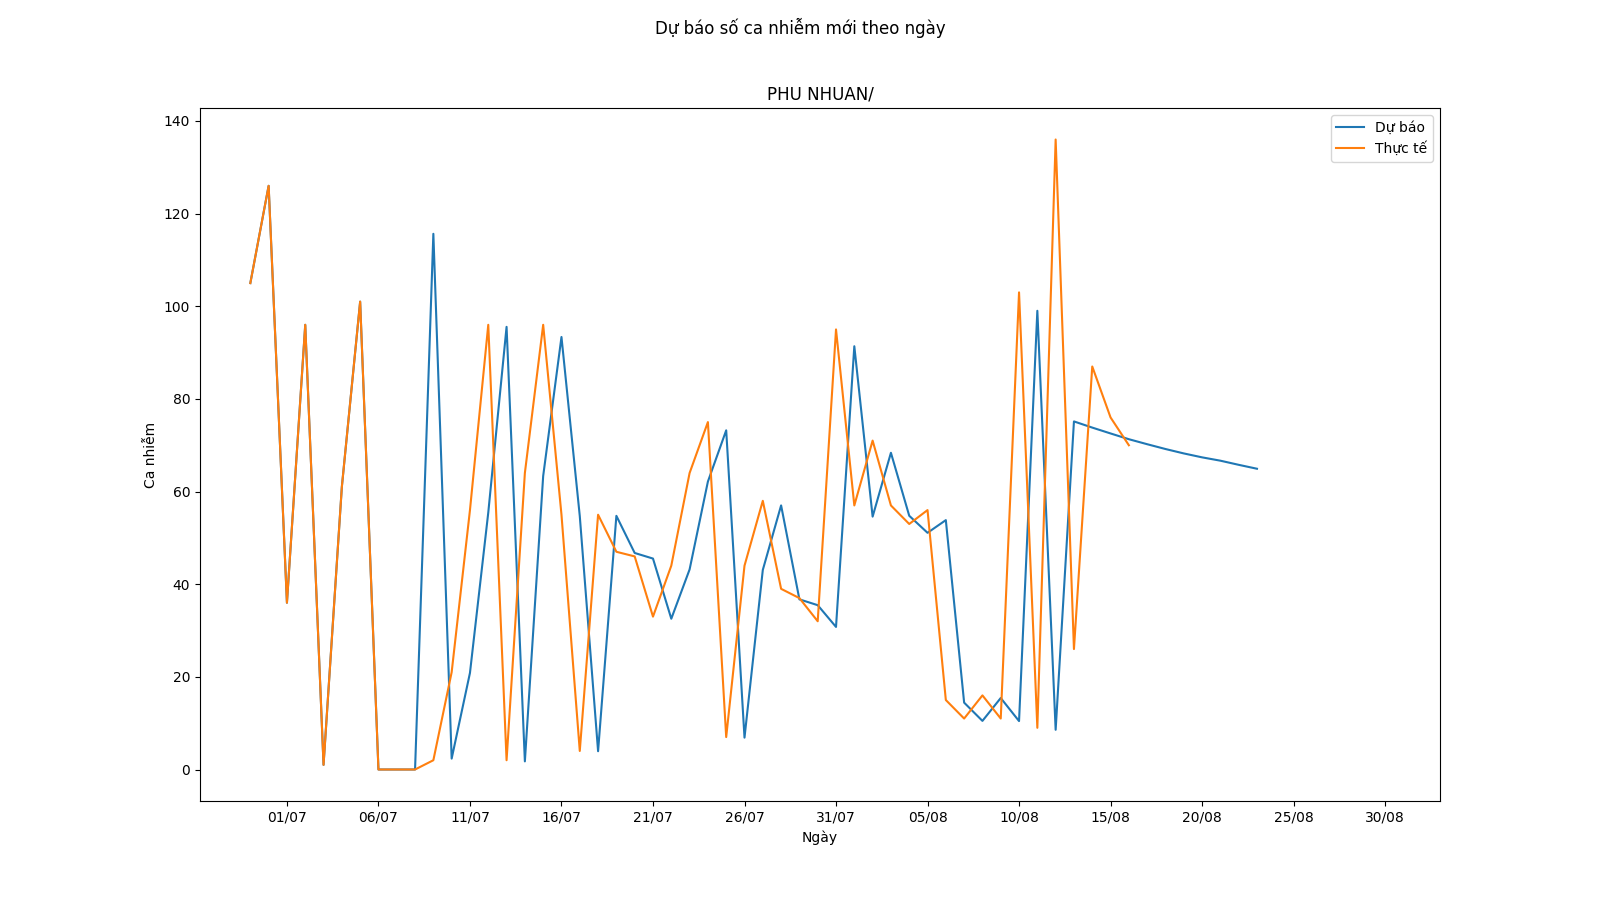 Dự báo số ca nhiễm mới theo ngày
PHU NHUAN/
140
120
100
80
60
40
20
0
Ca nhiễm
Dự báo
Thực tế
01/07 06/07 11/07 16/07 21/07 26/07 31/07 05/08 10/08 15/08 20/08 25/08 30/08
Ngày